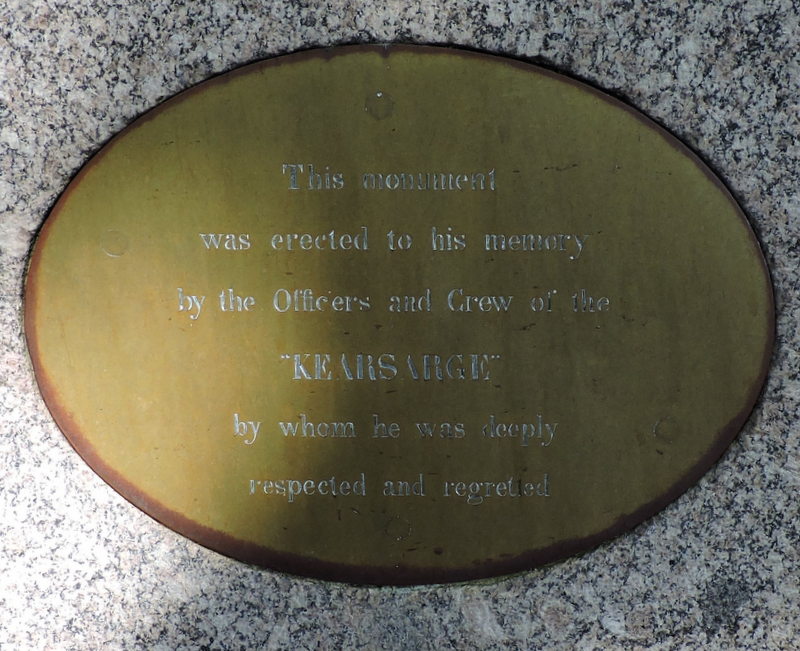 This monument
was erected to his memory
by the Officers and Crew of the
"KEARSARGE"
by whom he was deeply
respected and regretted